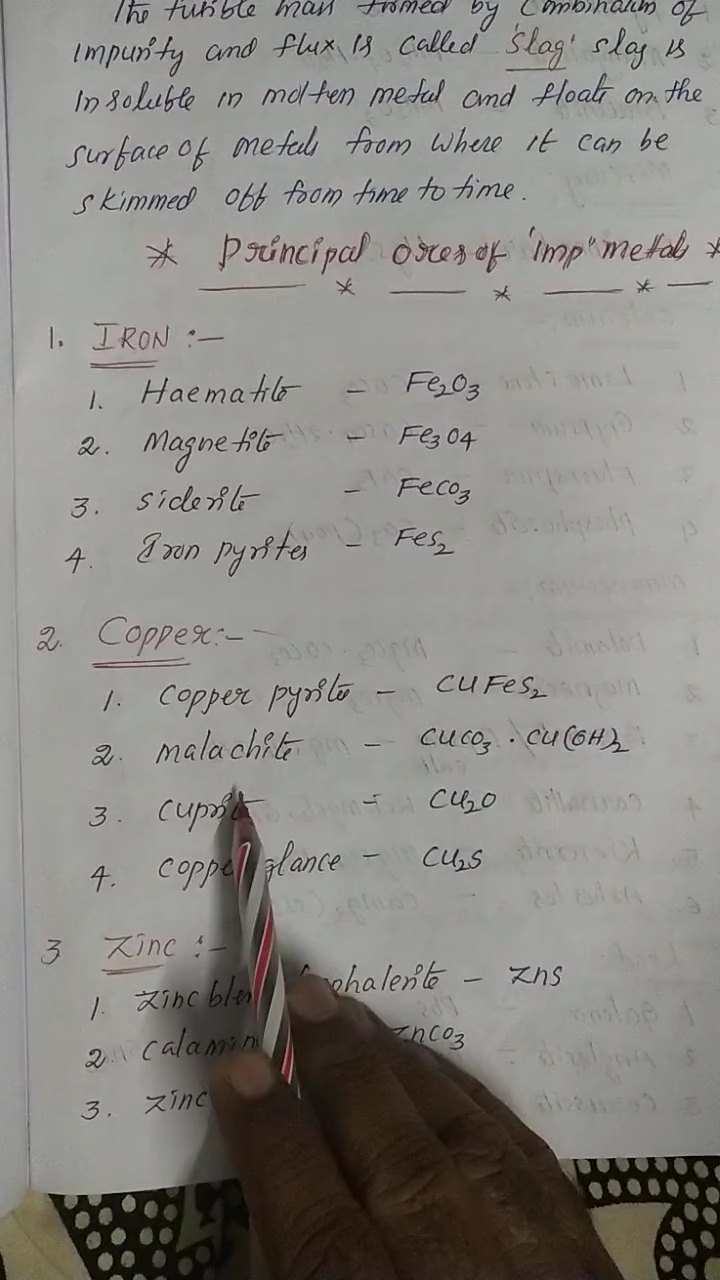 The fusible mass formed by Combination of
impurity and flux is called 'slag' slag is
Insoluble in molten metal and floats on the
surface of metals from where it can be
skimmed off from time to time.
* Principal ores of 'imp" metals *
1. IRON :-
1. Haematite - Fe2O3
2. Magnetite - Fe3O4
3. Siderite - FeCO3
4. Iron pyrites - FeS2
2. Copper:-
1. Copper pyrite - CuFeS2
2. malachite - CuCO3 . Cu(OH)2
3. Cuprite - Cu2O
4. Copper glance - Cu2S
3 Zinc :-
1. Zinc - ZnS
2. ZnCO3
3. Zinc